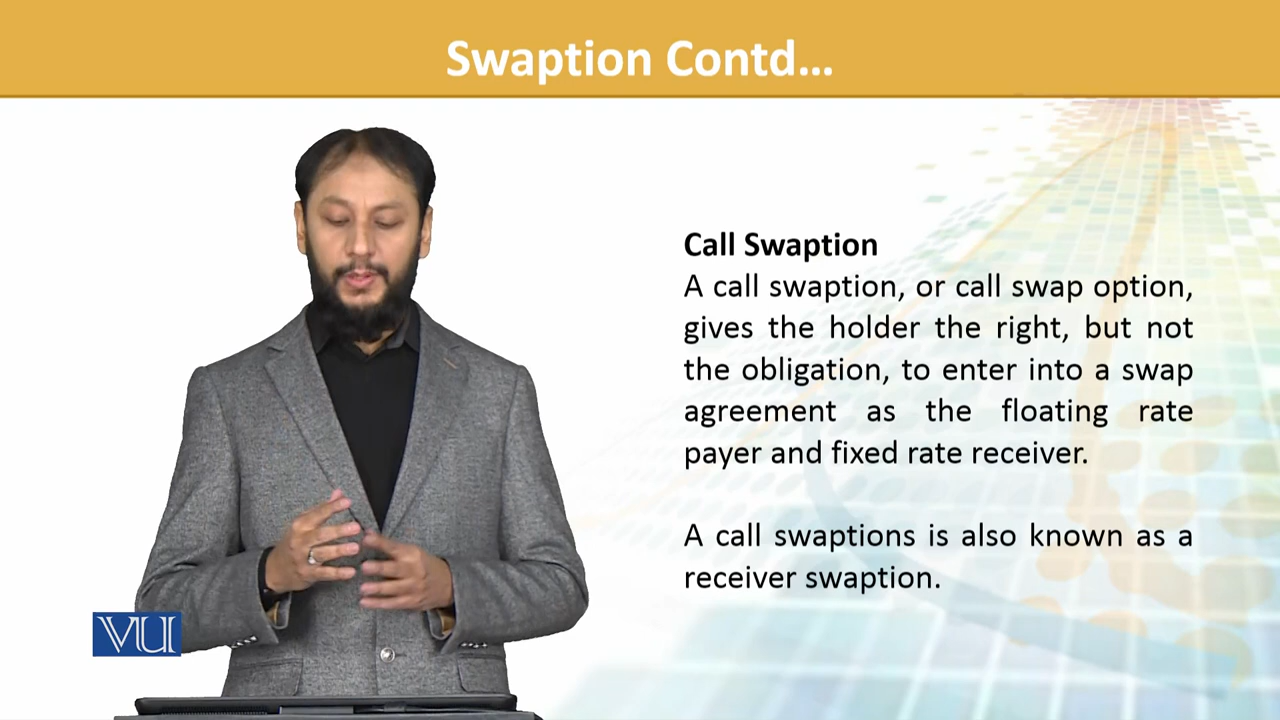 Swaption Contd...
Call Swaption
A call swaption, or call swap option,
gives the holder the right, but not
the obligation, to enter into a swap
agreement as the floating rate
payer and fixed rate receiver.
A call swaptions is also known as a
receiver swaption.
VU